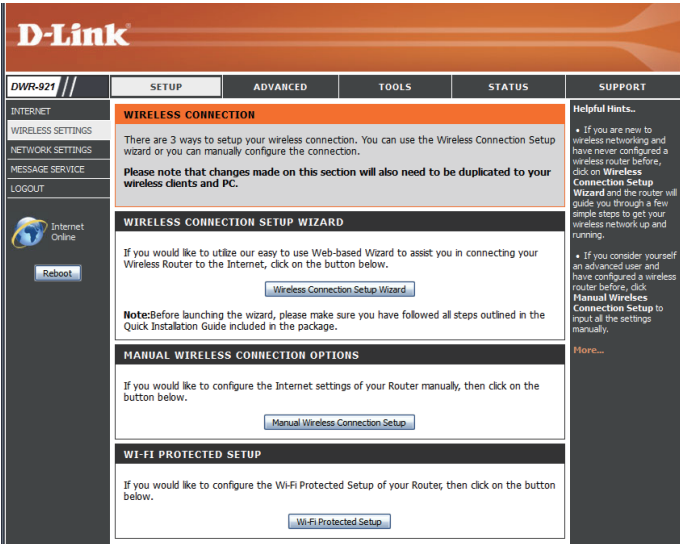 D-Link
DWR-921
SETUP
ADVANCED
TOOLS
STATUS
SUPPORT
INTERNET
WIRELESS SETTINGS
NETWORK SETTINGS
MESSAGE SERVICE
LOGOUT
Internet
Online
Reboot
WIRELESS CONNECTION
There are 3 ways to setup your wireless connection. You can use the Wireless Connection Setup
wizard or you can manually configure the connection.
Please note that changes made on this section will also need to be duplicated to your
wireless clients and PC.
WIRELESS CONNECTION SETUP WIZARD
If you would like to utilize our easy to use Web-based Wizard to assist you in connecting your
Wireless Router to the Internet, click on the button below.
Wireless Connection Setup Wizard
Note:Before launching the wizard, please make sure you have followed all steps outlined in the
Quick Installation Guide included in the package.
MANUAL WIRELESS CONNECTION OPTIONS
If you would like to configure the Internet settings of your Router manually, then click on the
button below.
Manual Wireless Connection Setup
WI-FI PROTECTED SETUP
If you would like to configure the Wi-Fi Protected Setup of your Router, then click on the button
below.
Wi-Fi Protected Setup
Helpful Hints..
• If you are new to
wireless networking and
have never configured a
wireless router before,
click on Wireless
Connection Setup
Wizard and the router will
guide you through a few
simple steps to get your
wireless network up and
running.
• If you consider yourself
an advanced user and
have configured a wireless
router before, click
Manual Wirelses
Connection Setup to
input all the settings
manually.
More...